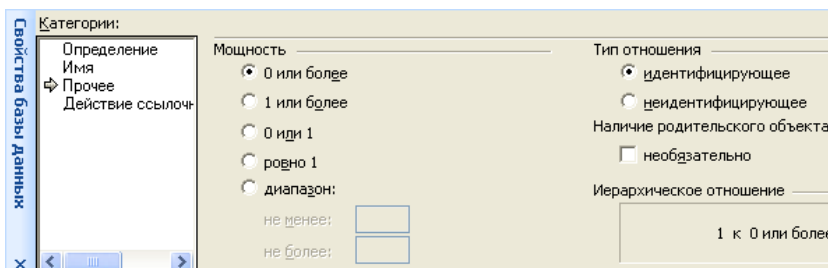 Свойства базы данных
Категории:
Определение
Имя
Прочее
Действие ссылочн
Мощность
0 или более
1 или более
0 или 1
ровно 1
диапазон:
не менее:
не более:
Тип отношения
идентифицирующее
неидентифицирующее
Наличие родительского объекта
необязательно
Иерархическое отношение
1 к 0 или более